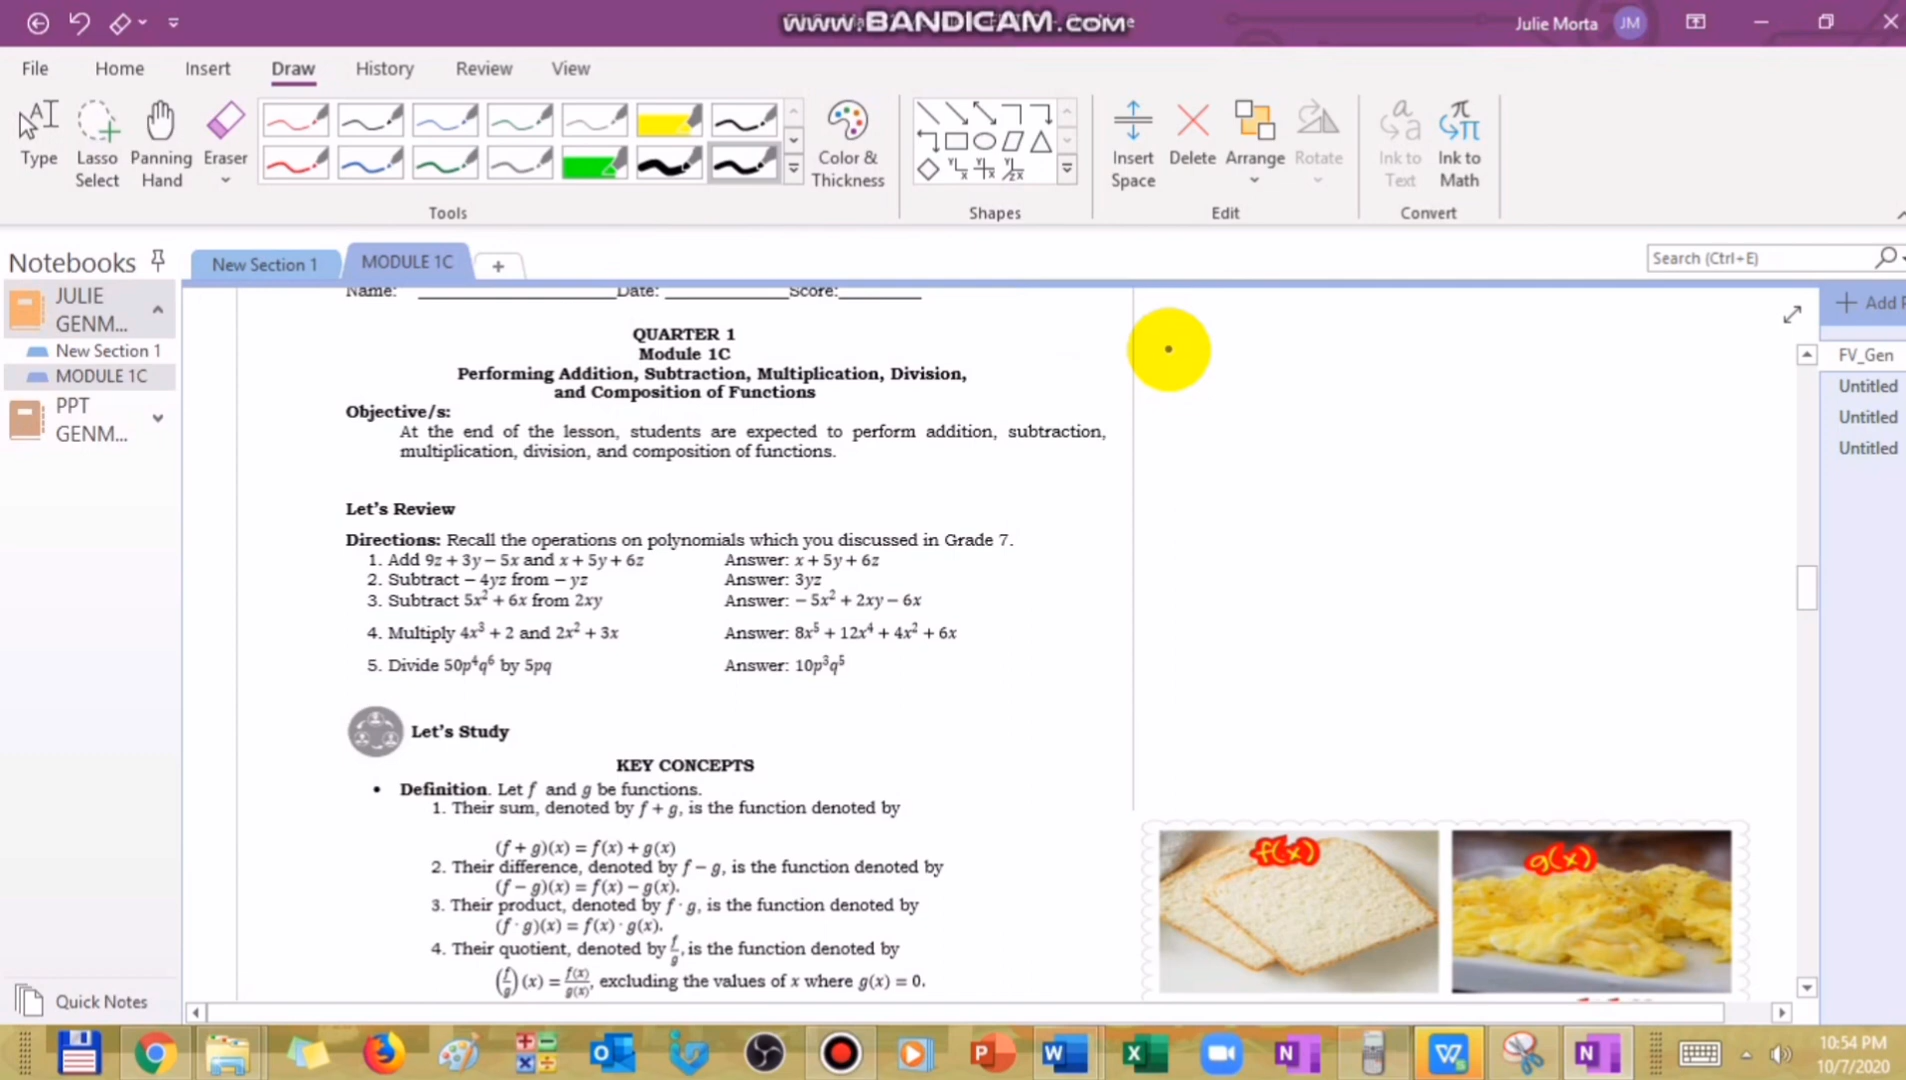 www.BANDICAM.com
Julie Morta JM
File Home Insert Draw History Review View
Type
Lasso Select
Panning Hand
Eraser
Color & Thickness
Insert Space
Delete
Arrange
Rotate
Ink to Text
Ink to Math
Tools Shapes Edit Convert
Notebooks
New Section 1 MODULE 1C +
Search (Ctrl+E)
JULIE GENM...
New Section 1
MODULE 1C
PPT GENM...
Add
FV_Gen
Untitled
Untitled
Untitled
Name: ____________________Date: _____________Score:_________
QUARTER 1
Module 1C
Performing Addition, Subtraction, Multiplication, Division,
and Composition of Functions
Objective/s:
At the end of the lesson, students are expected to perform addition, subtraction,
multiplication, division, and composition of functions.
Let's Review
Directions: Recall the operations on polynomials which you discussed in Grade 7.
1. Add 9z + 3y – 5x and x + 5y + 6z Answer: x + 5y + 6z
2. Subtract – 4yz from – yz Answer: 3yz
3. Subtract 5x² + 6x from 2xy Answer: – 5x² + 2xy – 6x
4. Multiply 4x³ + 2 and 2x² + 3x Answer: 8x⁵ + 12x⁴ + 4x² + 6x
5. Divide 50p⁴q⁶ by 5pq Answer: 10p³q⁵
Let's Study
KEY CONCEPTS
• Definition. Let f and g be functions.
1. Their sum, denoted by f + g, is the function denoted by
(f + g)(x) = f(x) + g(x)
2. Their difference, denoted by f – g, is the function denoted by
(f – g)(x) = f(x) – g(x).
3. Their product, denoted by f · g, is the function denoted by
(f · g)(x) = f(x) · g(x).
4. Their quotient, denoted by f/g, is the function denoted by
(f/g)(x) = f(x)/g(x), excluding the values of x where g(x) = 0.
f(x)
g(x)
Quick Notes
10:54 PM
10/7/2020